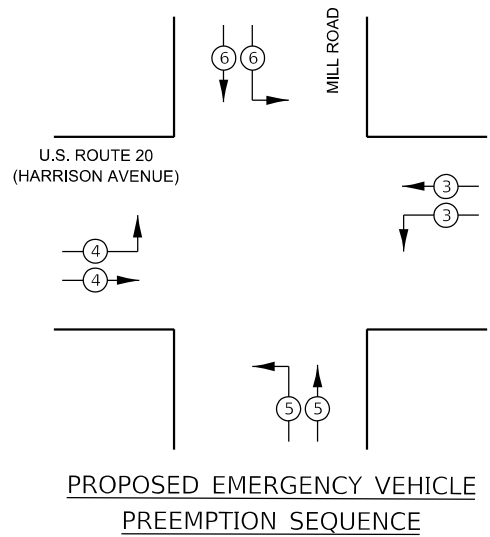 6 6
MILL ROAD
U.S. ROUTE 20
(HARRISON AVENUE)
3
3
4
4
5 5
PROPOSED EMERGENCY VEHICLE
PREEMPTION SEQUENCE